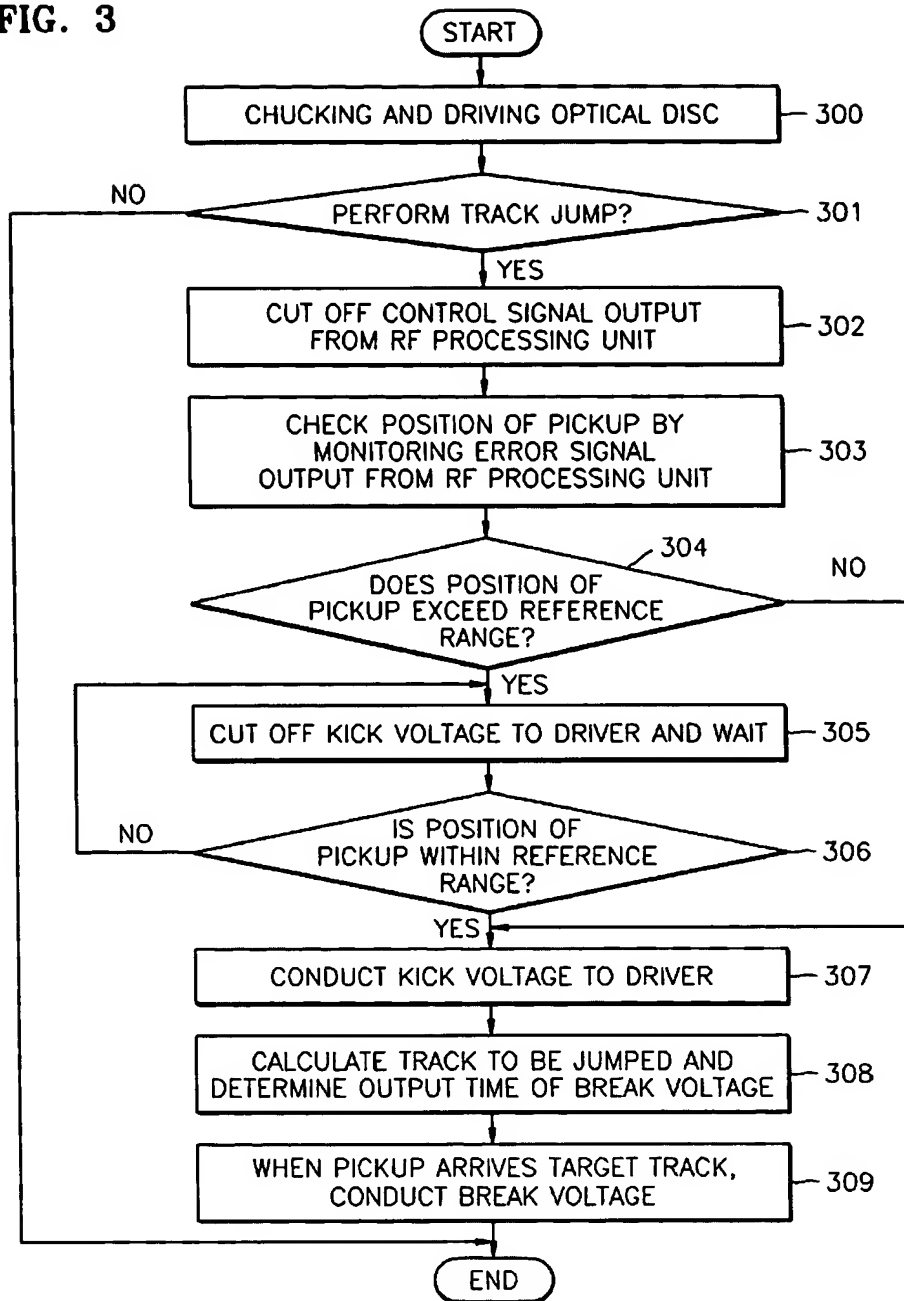 FIG. 3
START
CHUCKING AND DRIVING OPTICAL DISC
300
NO
PERFORM TRACK JUMP?
301
YES
CUT OFF CONTROL SIGNAL OUTPUT
FROM RF PROCESSING UNIT
302
CHECK POSITION OF PICKUP BY
MONITORING ERROR SIGNAL
OUTPUT FROM RF PROCESSING UNIT
303
304
NO
DOES POSITION OF
PICKUP EXCEED REFERENCE
RANGE?
YES
CUT OFF KICK VOLTAGE TO DRIVER AND WAIT
305
NO
IS POSITION OF
PICKUP WITHIN REFERENCE
RANGE?
306
YES
CONDUCT KICK VOLTAGE TO DRIVER
307
CALCULATE TRACK TO BE JUMPED AND
DETERMINE OUTPUT TIME OF BREAK VOLTAGE
308
WHEN PICKUP ARRIVES TARGET TRACK,
CONDUCT BREAK VOLTAGE
309
END